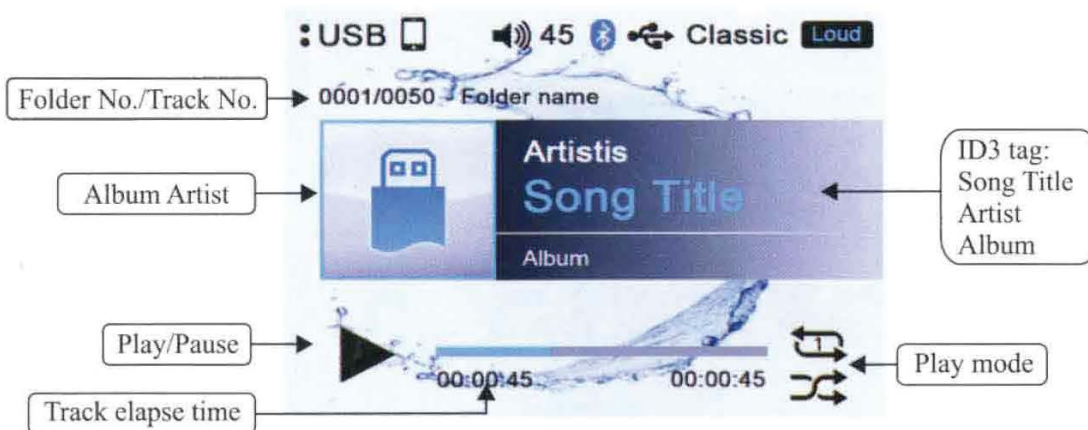 USB 45 Classic Loud
Folder No./Track No.
0001/0050 Folder name
Album Artist
Artistis
Song Title
Album
ID3 tag:
Song Title
Artist
Album
Play/Pause
1
00:00:45 00:00:45
Play mode
Track elapse time